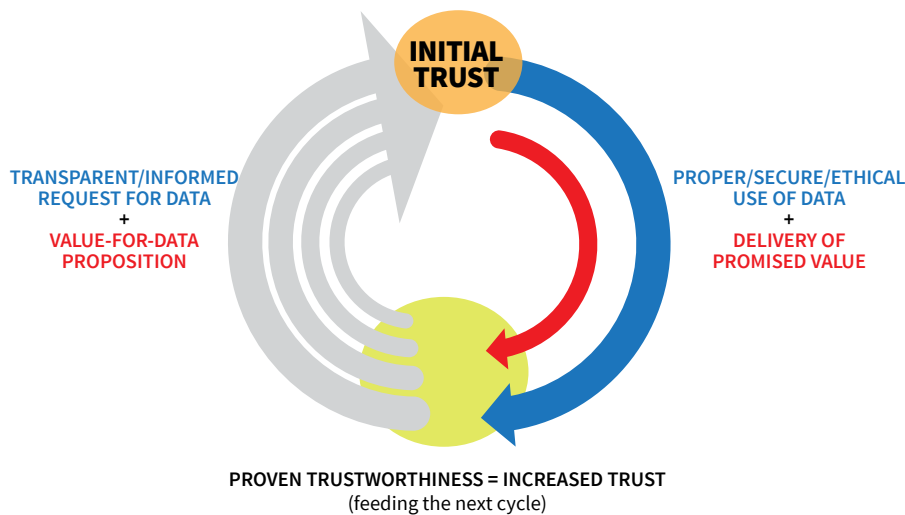 INITIAL
TRUST
TRANSPARENT/INFORMED
REQUEST FOR DATA
+
VALUE-FOR-DATA
PROPOSITION
PROPER/SECURE/ETHICAL
USE OF DATA
+
DELIVERY OF
PROMISED VALUE
PROVEN TRUSTWORTHINESS = INCREASED TRUST
(feeding the next cycle)